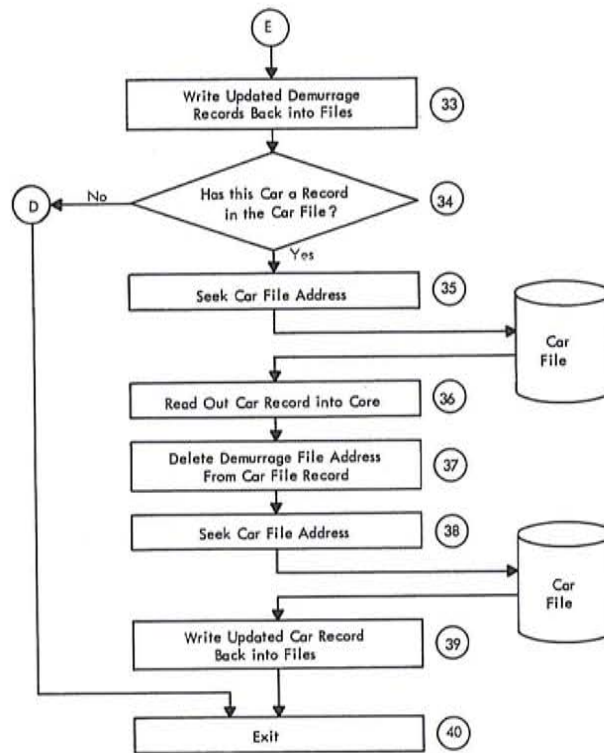 E
Write Updated Demurrage
Records Back into Files
33
Has this Car a Record
in the Car File?
34
No
D
Yes
Seek Car File Address
35
Car
File
Read Out Car Record into Core
36
Delete Demurrage File Address
From Car File Record
37
Seek Car File Address
38
Car
File
Write Updated Car Record
Back into Files
39
Exit
40